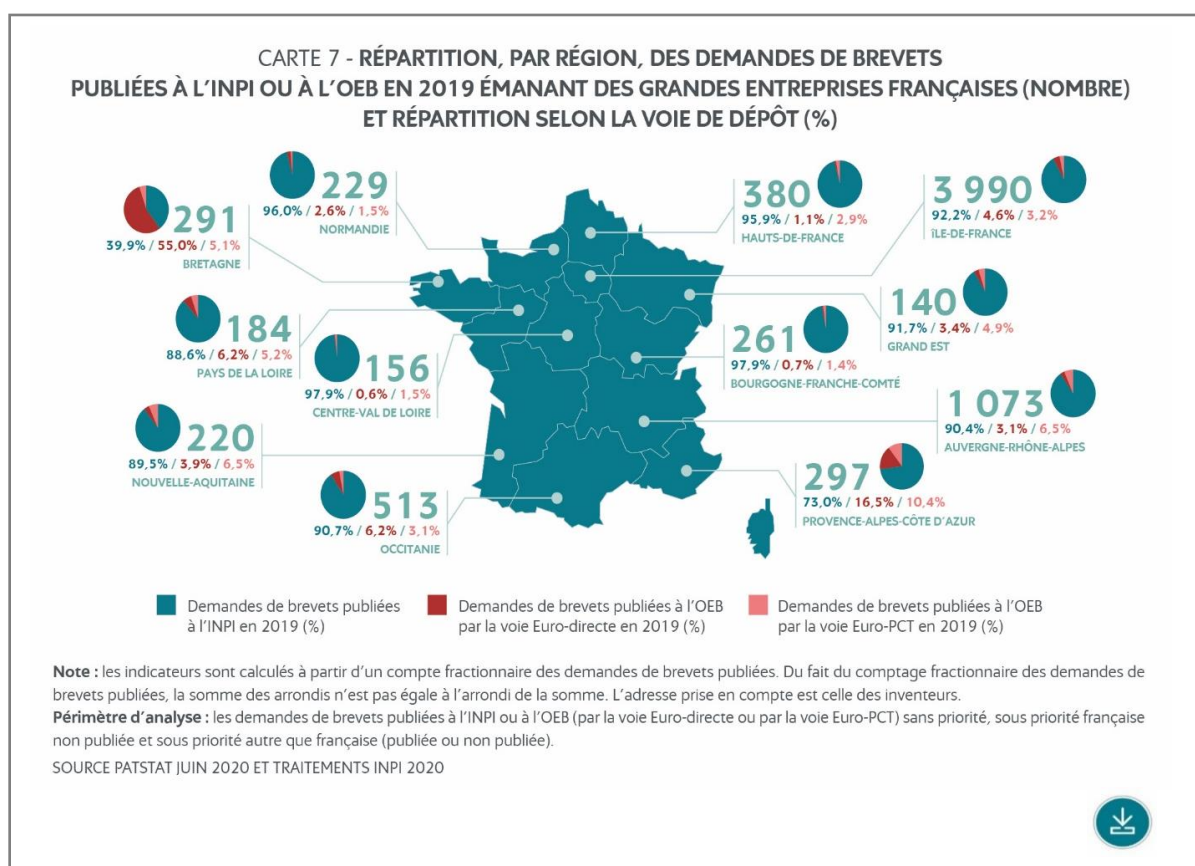 CARTE 7 - RÉPARTITION, PAR RÉGION, DES DEMANDES DE BREVETS
PUBLIÉES À L'INPI OU À L'OEB EN 2019 ÉMANANT DES GRANDES ENTREPRISES FRANÇAISES (NOMBRE)
ET RÉPARTITION SELON LA VOIE DE DÉPÔT (%)
229
96,0% / 2,6% / 1,5%
NORMANDIE
380
95,9% / 1,1% / 2,9%
HAUTS-DE-FRANCE
3 990
92,2% / 4,6% / 3,2%
ÎLE-DE-FRANCE
291
39,9% / 55,0% / 5,1%
BRETAGNE
140
91,7% / 3,4% / 4,9%
GRAND EST
184
88,6% / 6,2% / 5,2%
PAYS DE LA LOIRE
156
97,9% / 0,6% / 1,5%
CENTRE-VAL DE LOIRE
261
97,9% / 0,7% / 1,4%
BOURGOGNE-FRANCHE-COMTÉ
1 073
90,4% / 3,1% / 6,5%
AUVERGNE-RHÔNE-ALPES
220
89,5% / 3,9% / 6,5%
NOUVELLE-AQUITAINE
297
73,0% / 16,5% / 10,4%
PROVENCE-ALPES-CÔTE D'AZUR
513
90,7% / 6,2% / 3,1%
OCCITANIE
Demandes de brevets publiées
à l'INPI en 2019 (%)
Demandes de brevets publiées à l'OEB
par la voie Euro-directe en 2019 (%)
Demandes de brevets publiées à l'OEB
par la voie Euro-PCT en 2019 (%)
Note : les indicateurs sont calculés à partir d'un compte fractionnaire des demandes de brevets publiées. Du fait du comptage fractionnaire des demandes de
brevets publiées, la somme des arrondis n'est pas égale à l'arrondi de la somme. L'adresse prise en compte est celle des inventeurs.
Périmètre d'analyse : les demandes de brevets publiées à l'INPI ou à l'OEB (par la voie Euro-directe ou par la voie Euro-PCT) sans priorité, sous priorité française
non publiée et sous priorité autre que française (publiée ou non publiée).
SOURCE PATSTAT JUIN 2020 ET TRAITEMENTS INPI 2020